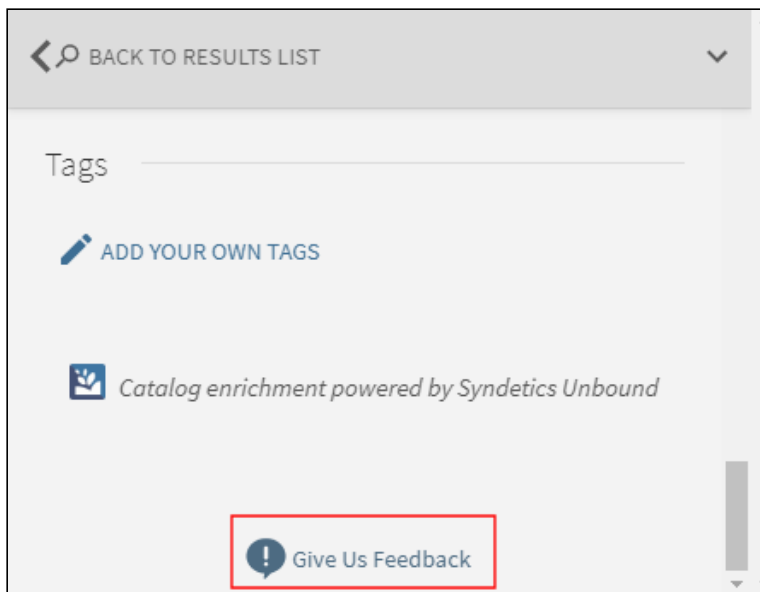 BACK TO RESULTS LIST
Tags
ADD YOUR OWN TAGS
Catalog enrichment powered by Syndetics Unbound
Give Us Feedback